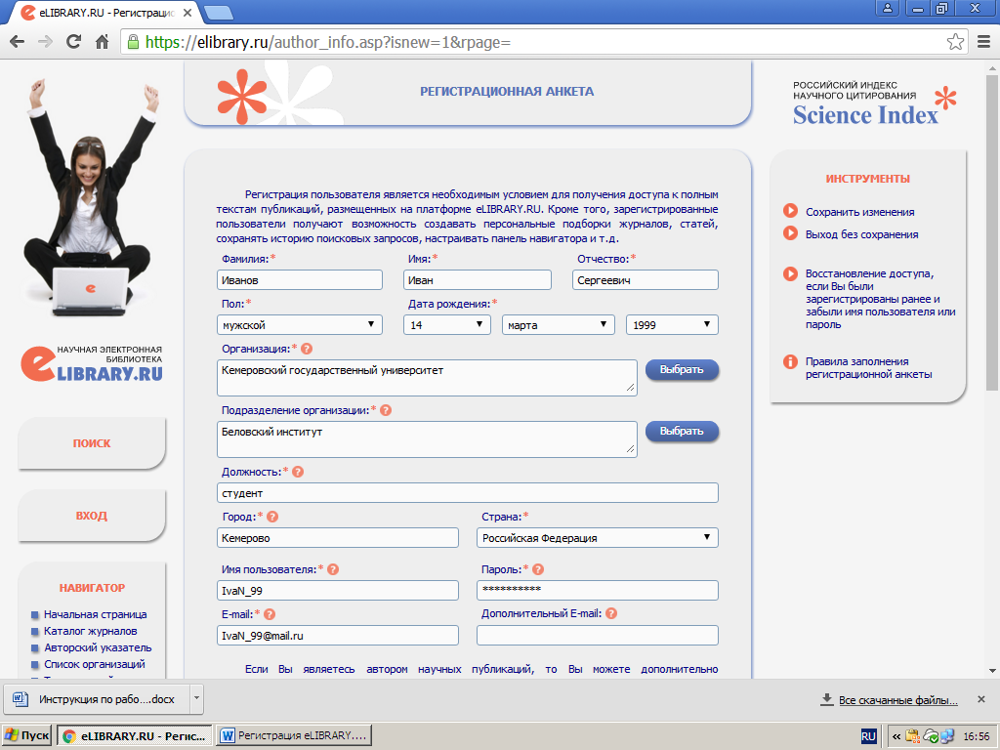 eLIBRARY.RU - Регистрацио
https://elibrary.ru/author_info.asp?isnew=1&rpage=
РЕГИСТРАЦИОННАЯ АНКЕТА
РОССИЙСКИЙ ИНДЕКС
НАУЧНОГО ЦИТИРОВАНИЯ
Science Index
НАУЧНАЯ ЭЛЕКТРОННАЯ
БИБЛИОТЕКА
eLIBRARY.RU
ПОИСК
ВХОД
НАВИГАТОР
Начальная страница
Каталог журналов
Авторский указатель
Список организаций
Регистрация пользователя является необходимым условием для получения доступа к полным
текстам публикаций, размещенных на платформе eLIBRARY.RU. Кроме того, зарегистрированные
пользователи получают возможность создавать персональные подборки журналов, статей,
сохранять историю поисковых запросов, настраивать панель навигатора и т.д.
Фамилия:* Имя:* Отчество:*
Иванов Иван Сергеевич
Пол:* Дата рождения:*
мужской 14 марта 1999
Организация:* ?
Кемеровский государственный университет Выбрать
Подразделение организации:* ?
Беловский институт Выбрать
Должность:* ?
студент
Город:* ? Страна:*
Кемерово Российская Федерация
Имя пользователя:* ? Пароль:* ?
IvaN_99 **********
E-mail:* ? Дополнительный E-mail: ?
IvaN_99@mail.ru
Если Вы являетесь автором научных публикаций, то Вы можете дополнительно
ИНСТРУМЕНТЫ
Сохранить изменения
Выход без сохранения
Восстановление доступа,
если Вы были
зарегистрированы ранее и
забыли имя пользователя или
пароль
Правила заполнения
регистрационной анкеты
Инструкция по рабо....docx
Все скачанные файлы...
Пуск
eLIBRARY.RU - Регис...
Регистрация eLIBRARY....
RU
16:56